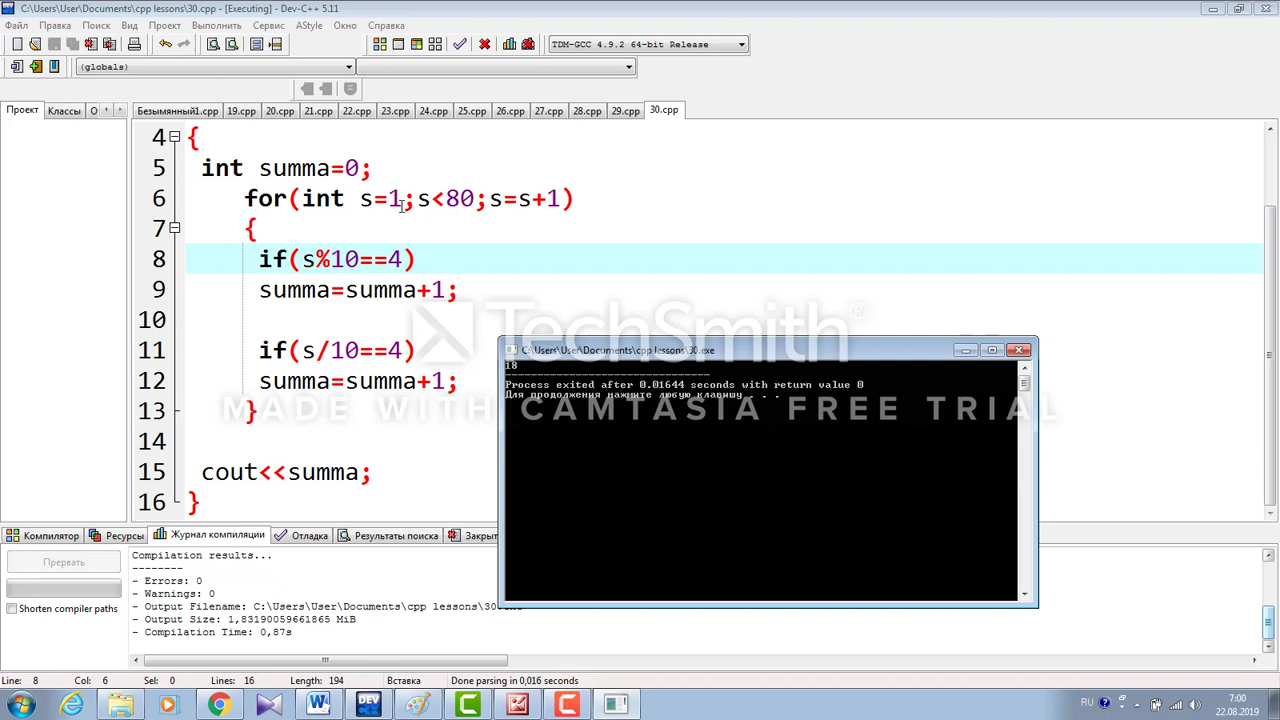 C:\Users\User\Documents\cpp lessons\30.cpp - [Executing] - Dev-C++ 5.11
Файл Правка Поиск Вид Проект Выполнить Сервис AStyle Окно Справка
TDM-GCC 4.9.2 64-bit Release
(globals)
Проект Классы О Безымянный1.cpp 19.cpp 20.cpp 21.cpp 22.cpp 23.cpp 24.cpp 25.cpp 26.cpp 27.cpp 28.cpp 29.cpp 30.cpp
4 {
5 int summa=0;
6 for(int s=1;s<80;s=s+1)
7 {
8 if(s%10==4)
9 summa=summa+1;
10
11 if(s/10==4)
12 summa=summa+1;
13 }
14
15 cout<<summa;
16 }
TechSmith®
MADE WITH CAMTASIA FREE TRIAL
C:\Users\User\Documents\cpp lessons\30.exe
18
--------------------------------
Process exited after 0.01644 seconds with return value 0
Для продолжения нажмите любую клавишу . . .
Компилятор Ресурсы Журнал компиляции Отладка Результаты поиска Закрыт
Прервать
Shorten compiler paths
Compilation results...
--------
- Errors: 0
- Warnings: 0
- Output Filename: C:\Users\User\Documents\cpp lessons\30.exe
- Output Size: 1,83190059661865 MiB
- Compilation Time: 0,87s
Line: 8 Col: 6 Sel: 0 Lines: 16 Length: 194 Вставка Done parsing in 0,016 seconds
DEV
RU
7:00
22.08.2019